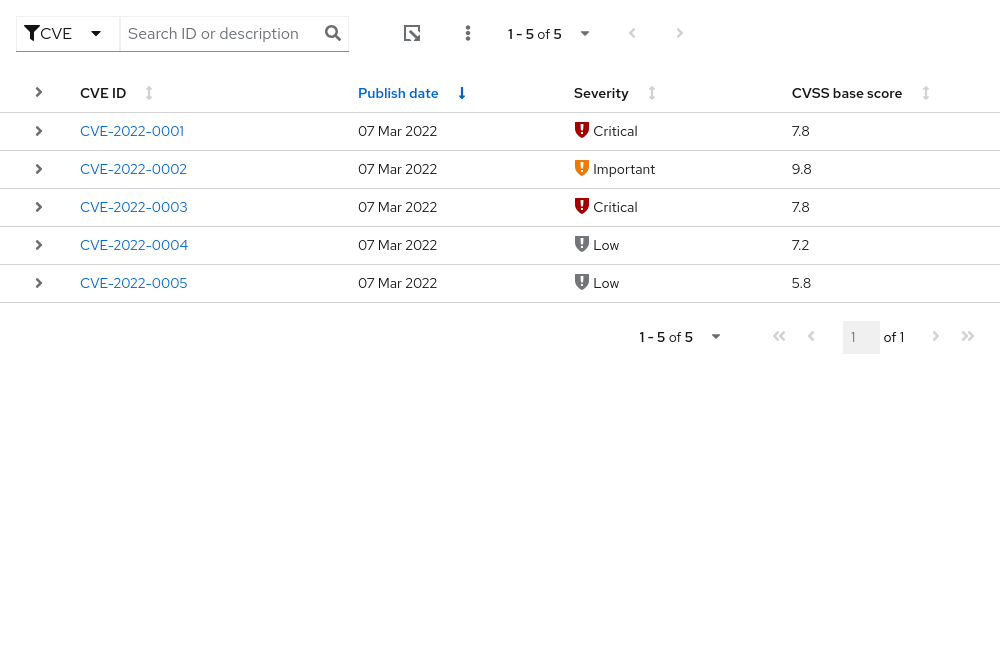 CVE Search ID or description 1 - 5 of 5
CVE ID Publish date Severity CVSS base score
CVE-2022-0001 07 Mar 2022 Critical 7.8
CVE-2022-0002 07 Mar 2022 Important 9.8
CVE-2022-0003 07 Mar 2022 Critical 7.8
CVE-2022-0004 07 Mar 2022 Low 7.2
CVE-2022-0005 07 Mar 2022 Low 5.8
1 - 5 of 5 1 of 1